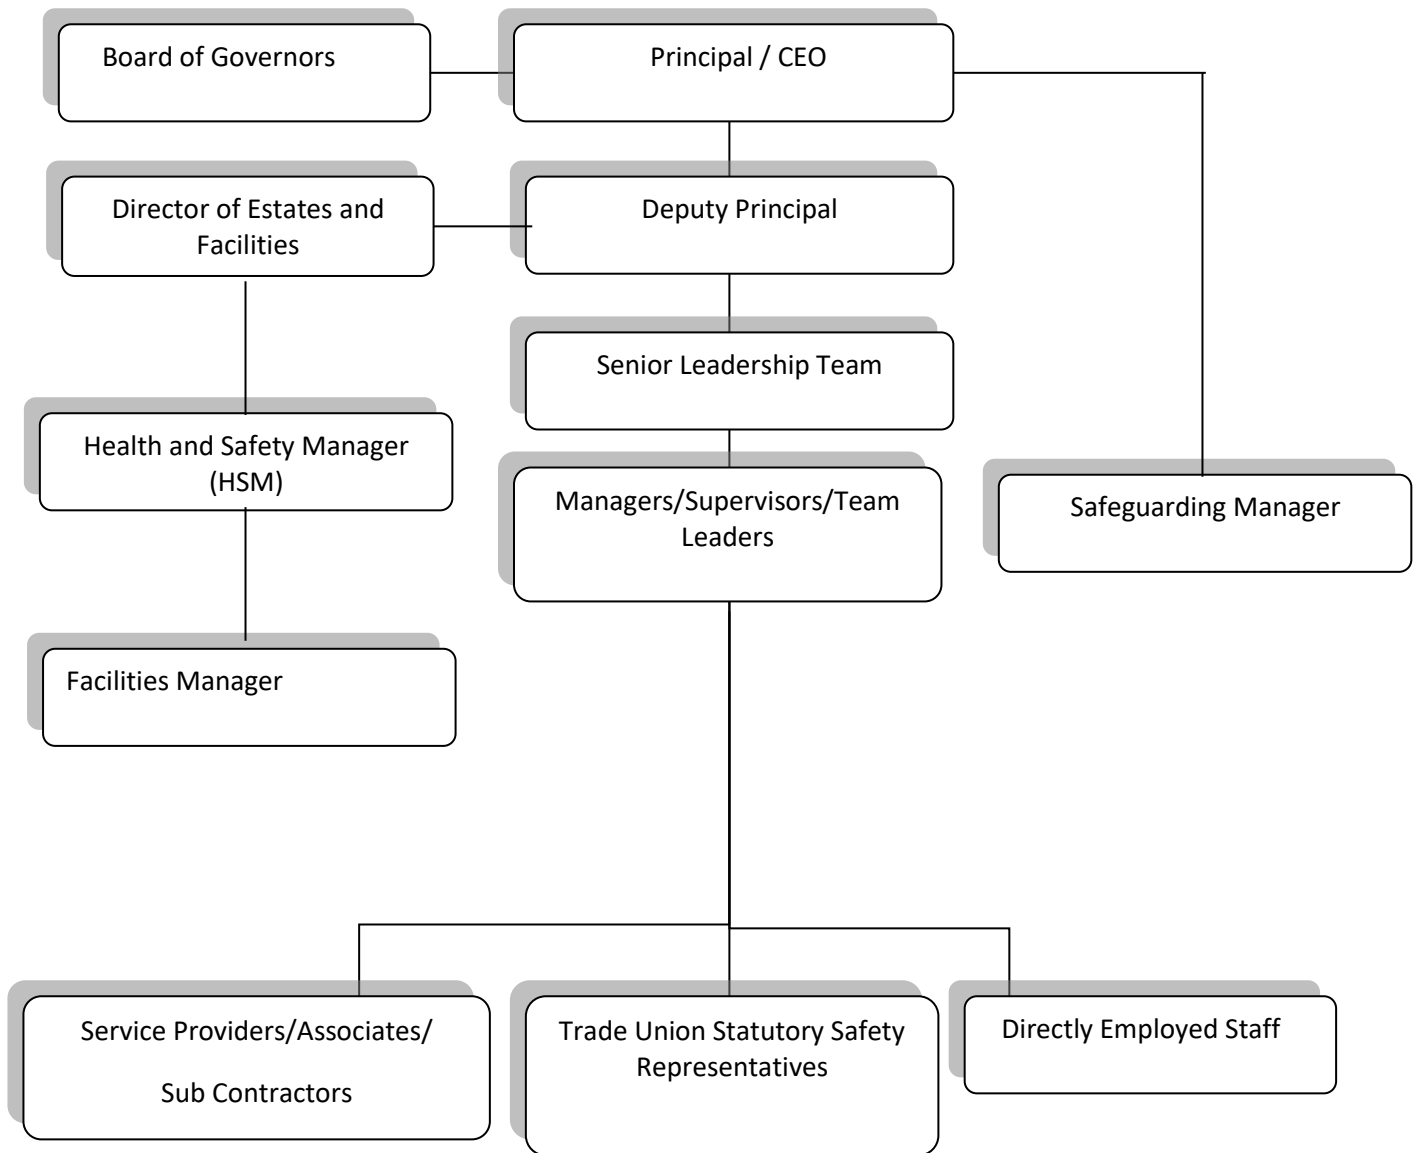 Board of Governors
Principal / CEO
Director of Estates and
Facilities
Deputy Principal
Senior Leadership Team
Health and Safety Manager
(HSM)
Managers/Supervisors/Team
Leaders
Safeguarding Manager
Facilities Manager
Service Providers/Associates/
Sub Contractors
Trade Union Statutory Safety
Representatives
Directly Employed Staff